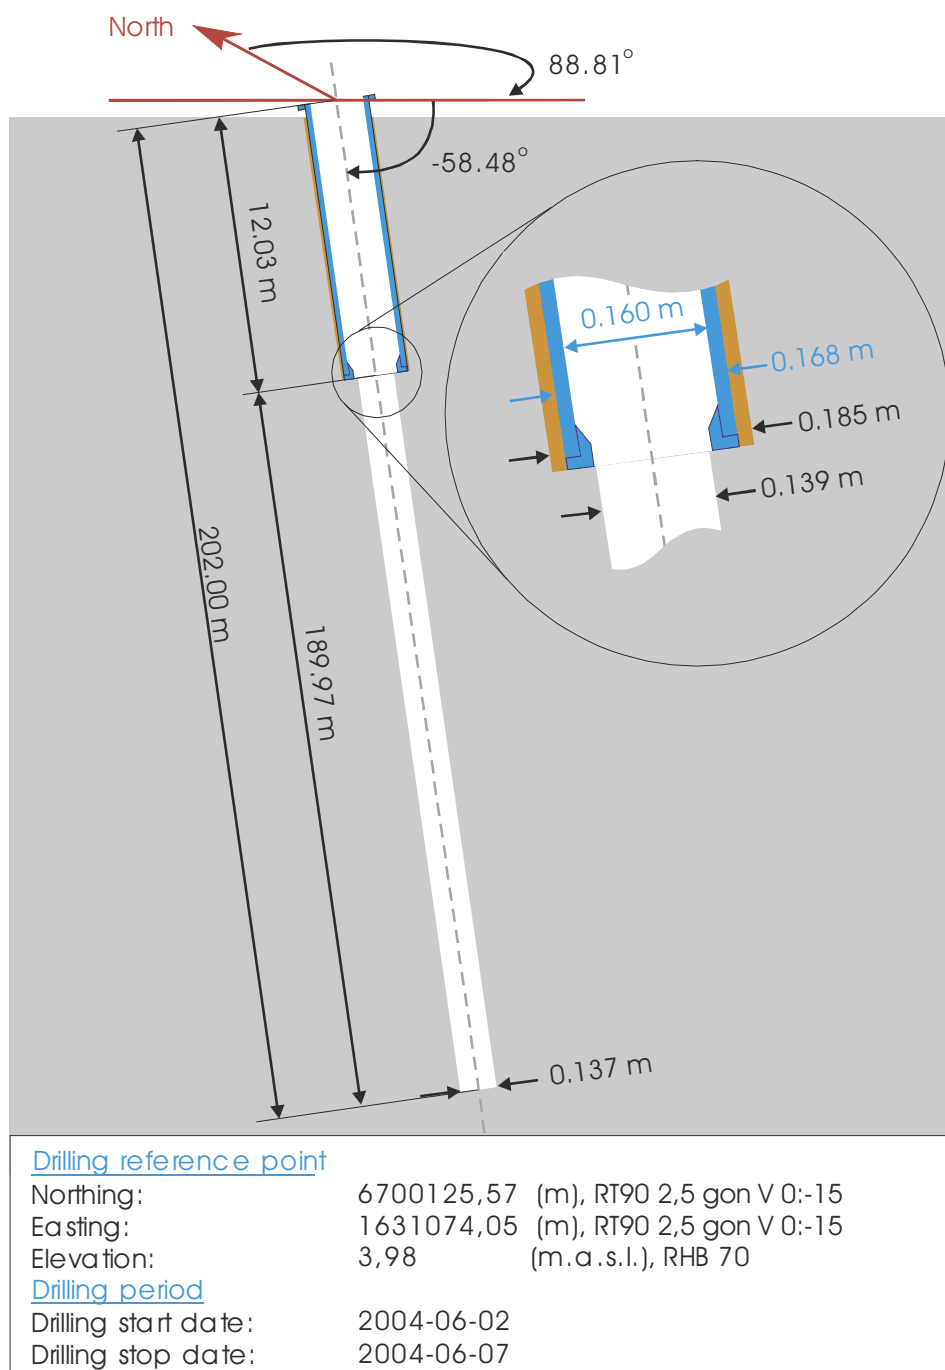 North
88.81°
-58.48°
12.03 m
0.160 m
0.168 m
0.185 m
0.139 m
202.00 m
189.97 m
0.137 m
Drilling reference point
Northing: 6700125,57 (m), RT90 2,5 gon V 0:-15
Easting: 1631074,05 (m), RT90 2,5 gon V 0:-15
Elevation: 3,98 (m.a.s.l.), RHB 70
Drilling period
Drilling start date: 2004-06-02
Drilling stop date: 2004-06-07